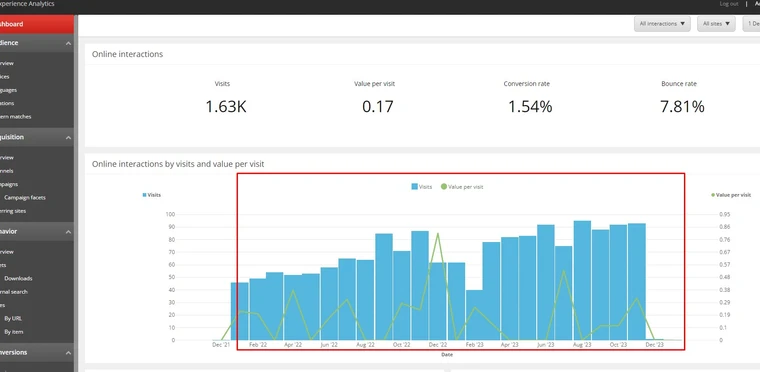 xperience Analytics
Log out | A
shboard
All interactions ▼ All sites ▼ 1 De
dience
rview
ices
guages
ations
tern matches
quisition
rview
nnels
mpaigns
Campaign facets
erring sites
havior
rview
ets
Downloads
rnal search
es
By URL
By item
nversions
Online interactions
Visits Value per visit Conversion rate Bounce rate
1.63K 0.17 1.54% 7.81%
Online interactions by visits and value per visit
Visits Value per visit
Visits Value per visit
100 0.95
90 0.86
80 0.76
70 0.67
60 0.57
50 0.48
40 0.38
30 0.29
20 0.19
10 0.1
0 0
Dec '21 Feb '22 Apr '22 Jun '22 Aug '22 Oct '22 Dec '22 Feb '23 Apr '23 Jun '23 Aug '23 Oct '23 Dec '23
Date